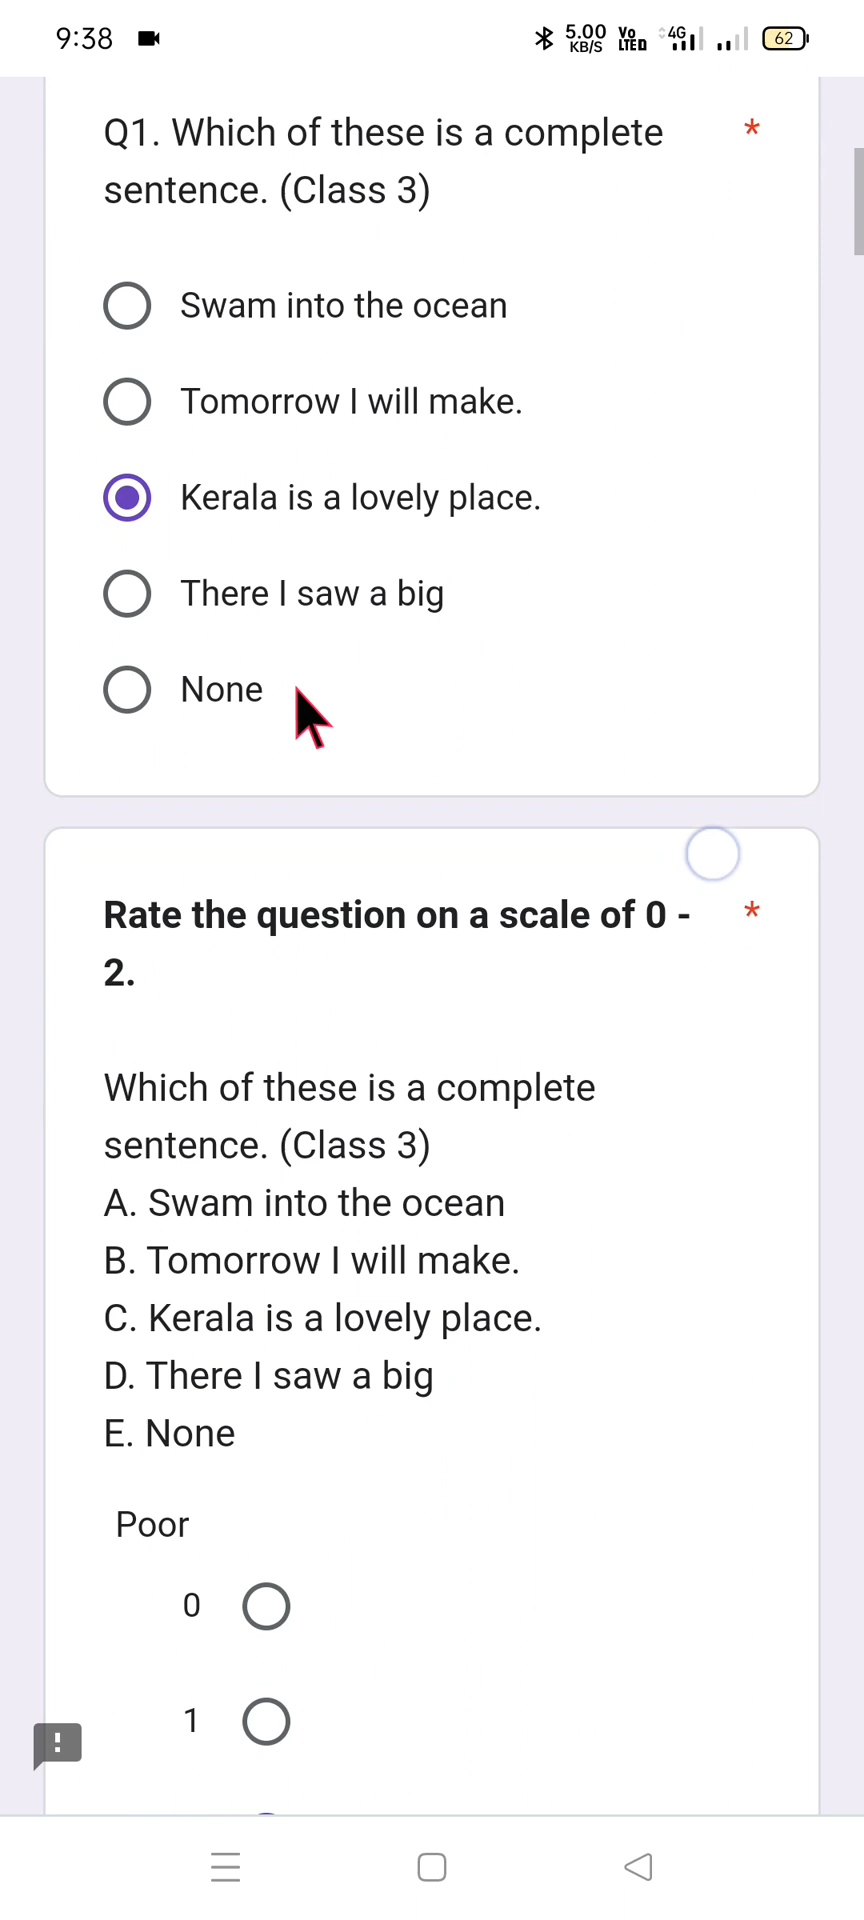 9:38
5.00 KB/S Vo LTED 4G 62
Q1. Which of these is a complete *
sentence. (Class 3)
Swam into the ocean
Tomorrow I will make.
Kerala is a lovely place.
There I saw a big
None
Rate the question on a scale of 0 - *
2.
Which of these is a complete
sentence. (Class 3)
A. Swam into the ocean
B. Tomorrow I will make.
C. Kerala is a lovely place.
D. There I saw a big
E. None
Poor
0
1
!